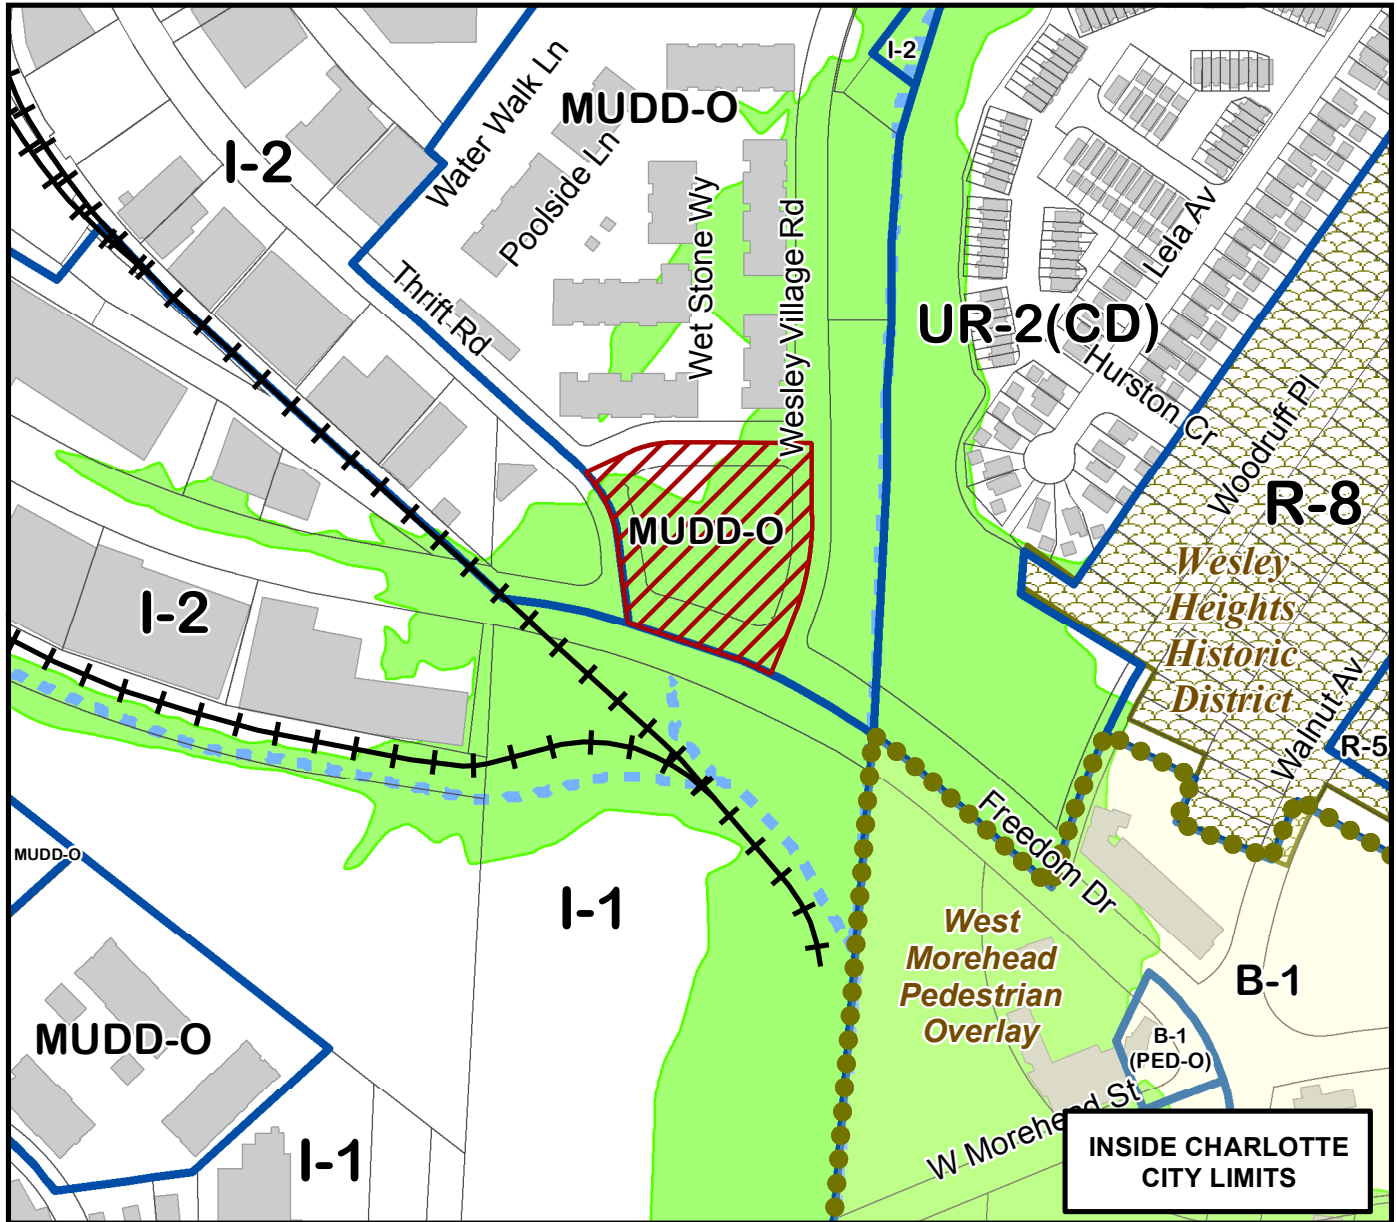 I-2
MUDD-O
Water Walk Ln
I-2
Poolside Ln
Wet Stone Wy
Wesley Village Rd
Lela Av
Thrift Rd
UR-2(CD)
Hurston Cr
Woodruff Pl
R-8
MUDD-O
Wesley
Heights
Historic
District
I-2
Walnut Av
R-5
Freedom Dr
MUDD-O
I-1
West
Morehead
Pedestrian
Overlay
B-1
MUDD-O
B-1
(PED-O)
W Morehead St
I-1
INSIDE CHARLOTTE
CITY LIMITS